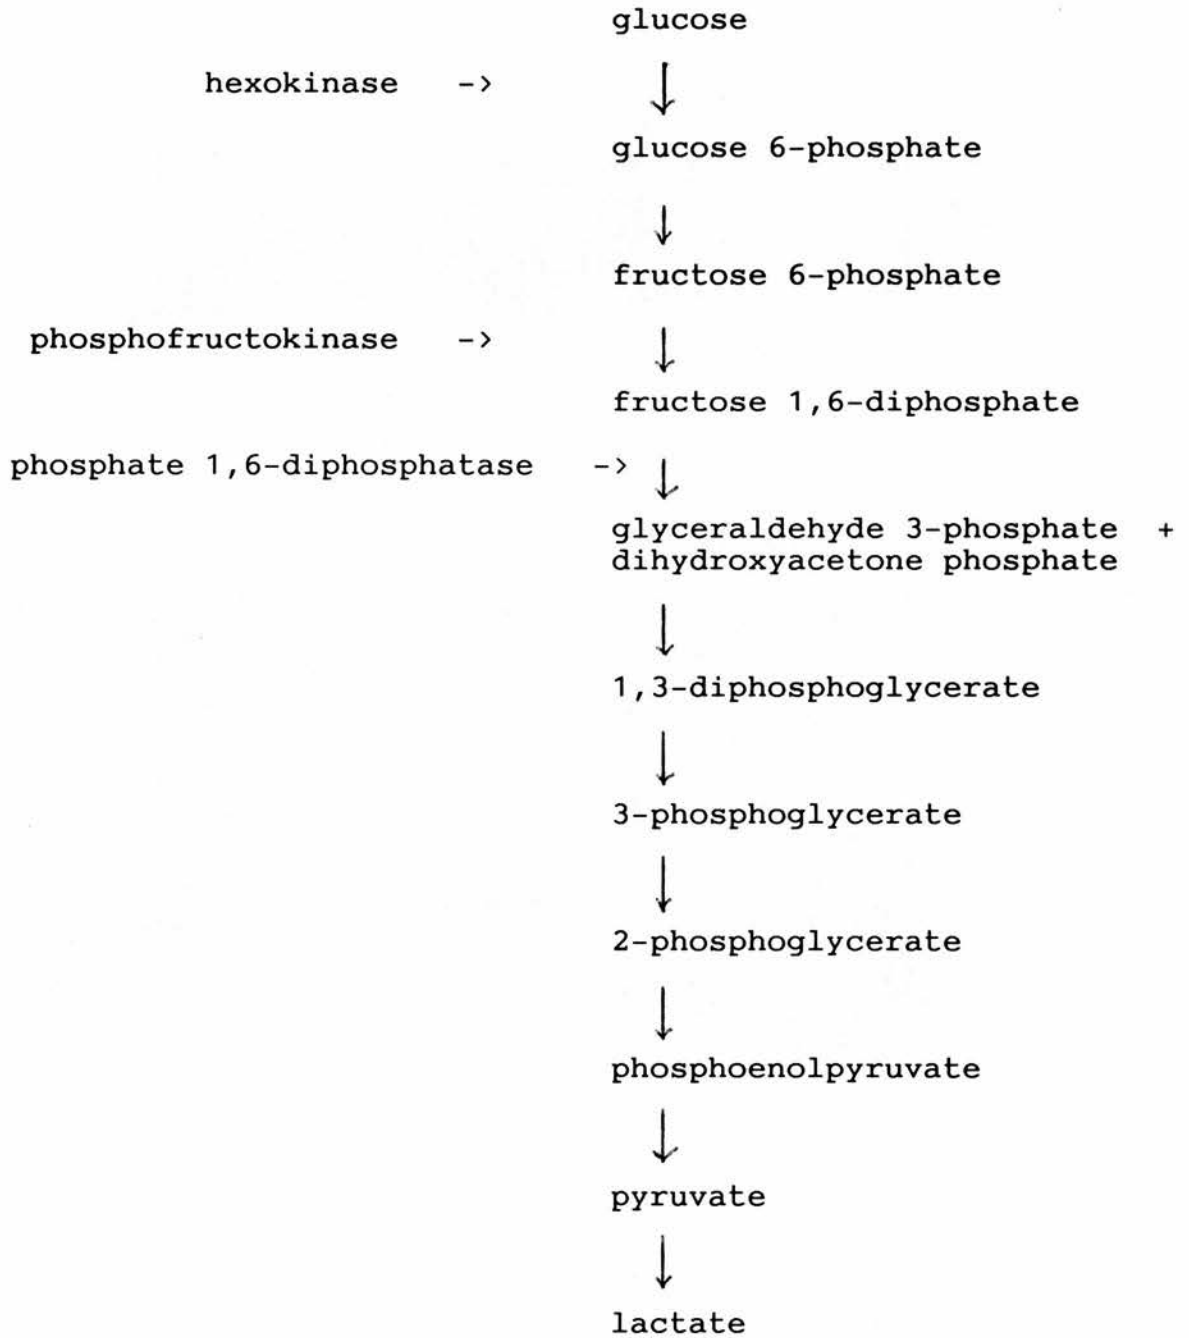 glucose
hexokinase ->
glucose 6-phosphate
fructose 6-phosphate
phosphofructokinase ->
fructose 1,6-diphosphate
phosphate 1,6-diphosphatase ->
glyceraldehyde 3-phosphate +
dihydroxyacetone phosphate
1,3-diphosphoglycerate
3-phosphoglycerate
2-phosphoglycerate
phosphoenolpyruvate
pyruvate
lactate